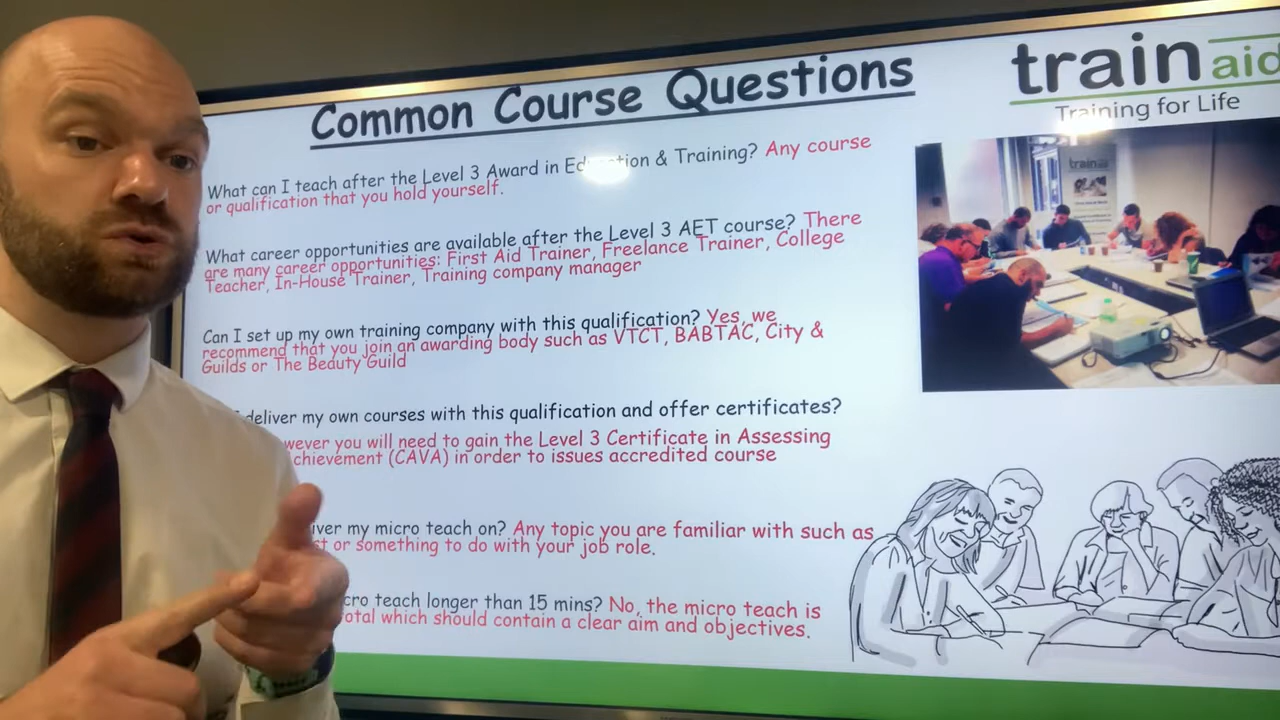 Common Course Questions
train aid
Training for Life
What can I teach after the Level 3 Award in Education & Training? Any course
or qualification that you hold yourself.
What career opportunities are available after the Level 3 AET course? There
are many career opportunities: First Aid Trainer, Freelance Trainer, College
Teacher, In-House Trainer, Training company manager
Can I set up my own training company with this qualification? Yes, we
recommend that you join an awarding body such as VTCT, BABTAC, City &
Guilds or The Beauty Guild
deliver my own courses with this qualification and offer certificates?
wever you will need to gain the Level 3 Certificate in Assessing
chievement (CAVA) in order to issues accredited course
iver my micro teach on? Any topic you are familiar with such as
st or something to do with your job role.
cro teach longer than 15 mins? No, the micro teach is
otal which should contain a clear aim and objectives.
train